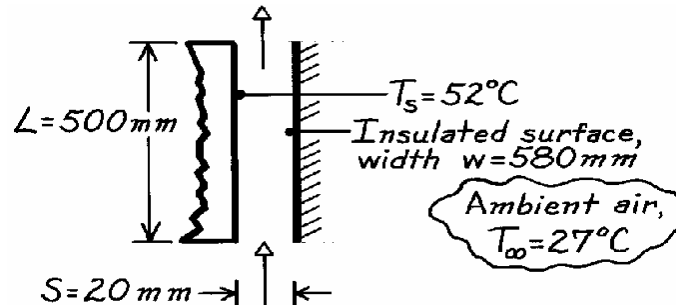 L=500mm
Tₛ=52°C
Insulated surface,
width w=580mm
Ambient air,
T∞=27°C
S=20mm